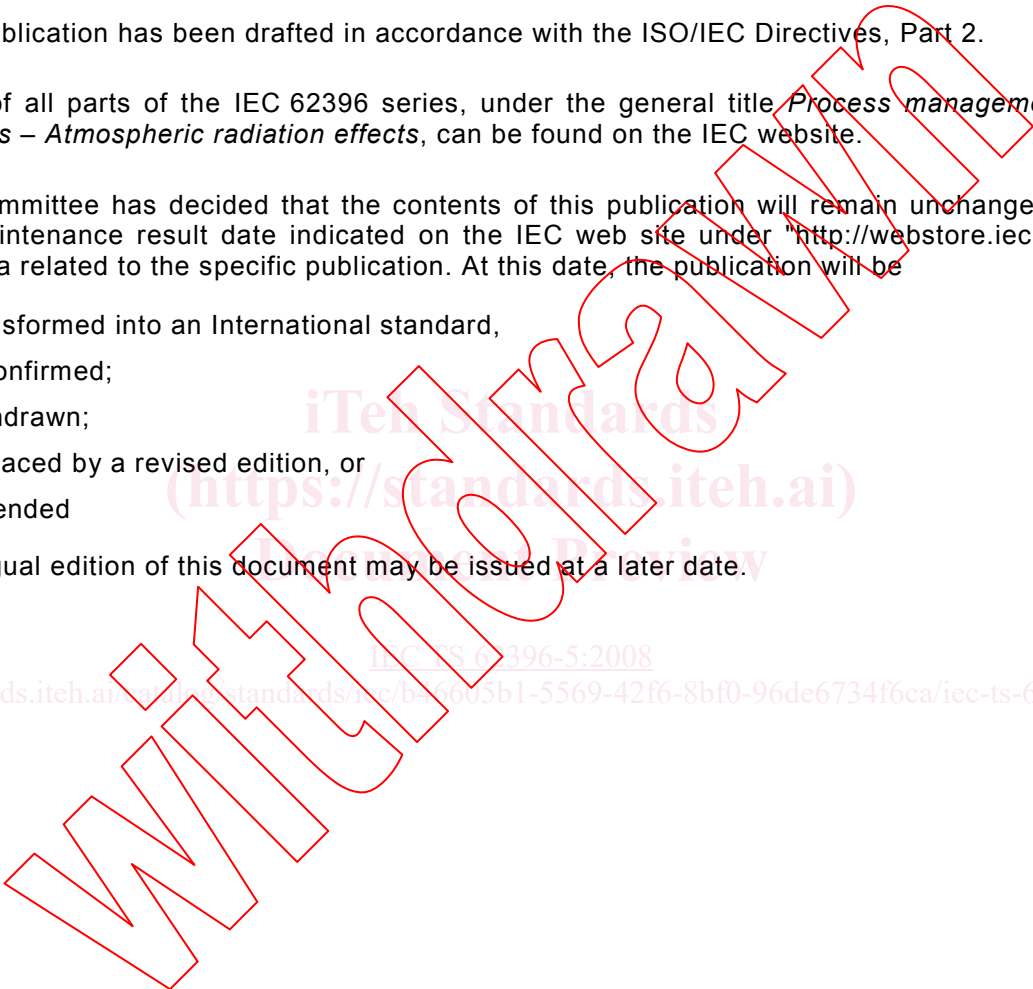 blication has been drafted in accordance with the ISO/IEC Directives, Part 2.
of all parts of the IEC 62396 series, under the general title Process manageme
s – Atmospheric radiation effects, can be found on the IEC website.
mmittee has decided that the contents of this publication will remain unchange
intenance result date indicated on the IEC web site under "http://webstore.iec
a related to the specific publication. At this date, the publication will be
sformed into an International standard,
onfirmed;
ndrawn;
iTeh Standards
aced by a revised edition, or
(https://standards.iteh.ai)
ended
gual edition of this document may be issued at a later date.
Document Preview
IEC TS 62396-5:2008
ds.iteh.ai/catalog/standards/iec/b46605b1-5569-42f6-8bf0-96de6734f6ca/iec-ts-6
withdrawn